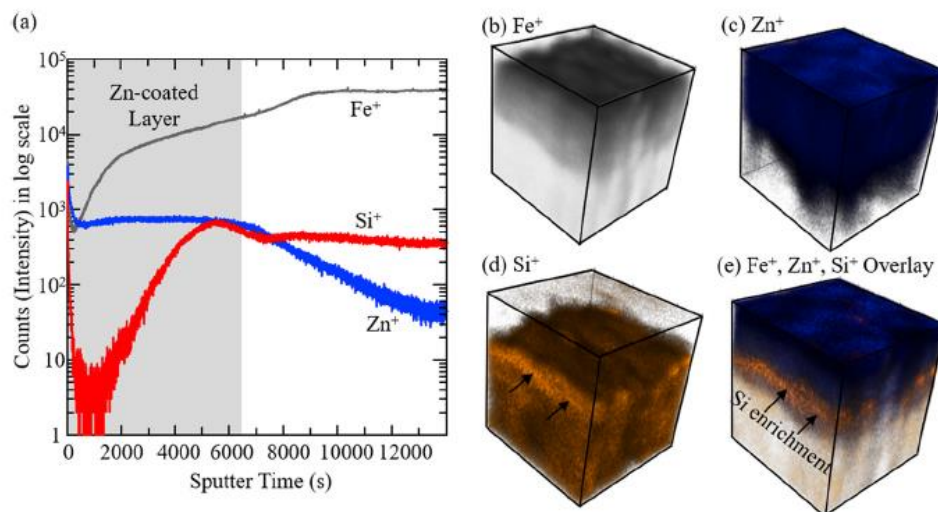 (a)
Counts (Intensity) in log scale
10⁵
10⁴
10³
10²
10
1
Zn-coated
Layer
Fe⁺
Si⁺
Zn⁺
0 2000 4000 6000 8000 10000 12000
Sputter Time (s)
(b) Fe⁺
(c) Zn⁺
(d) Si⁺
(e) Fe⁺, Zn⁺, Si⁺ Overlay
Si enrichment